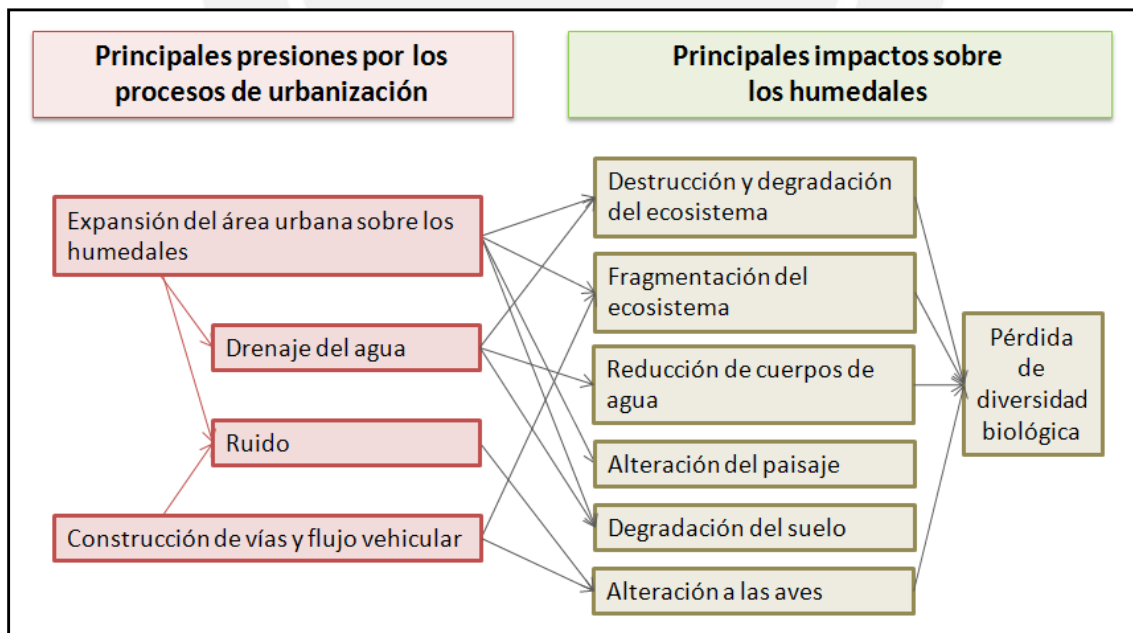 Principales presiones por los
procesos de urbanización
Principales impactos sobre
los humedales
Expansión del área urbana sobre los
humedales
Drenaje del agua
Ruido
Construcción de vías y flujo vehicular
Destrucción y degradación
del ecosistema
Fragmentación del
ecosistema
Reducción de cuerpos de
agua
Alteración del paisaje
Degradación del suelo
Alteración a las aves
Pérdida
de
diversidad
biológica